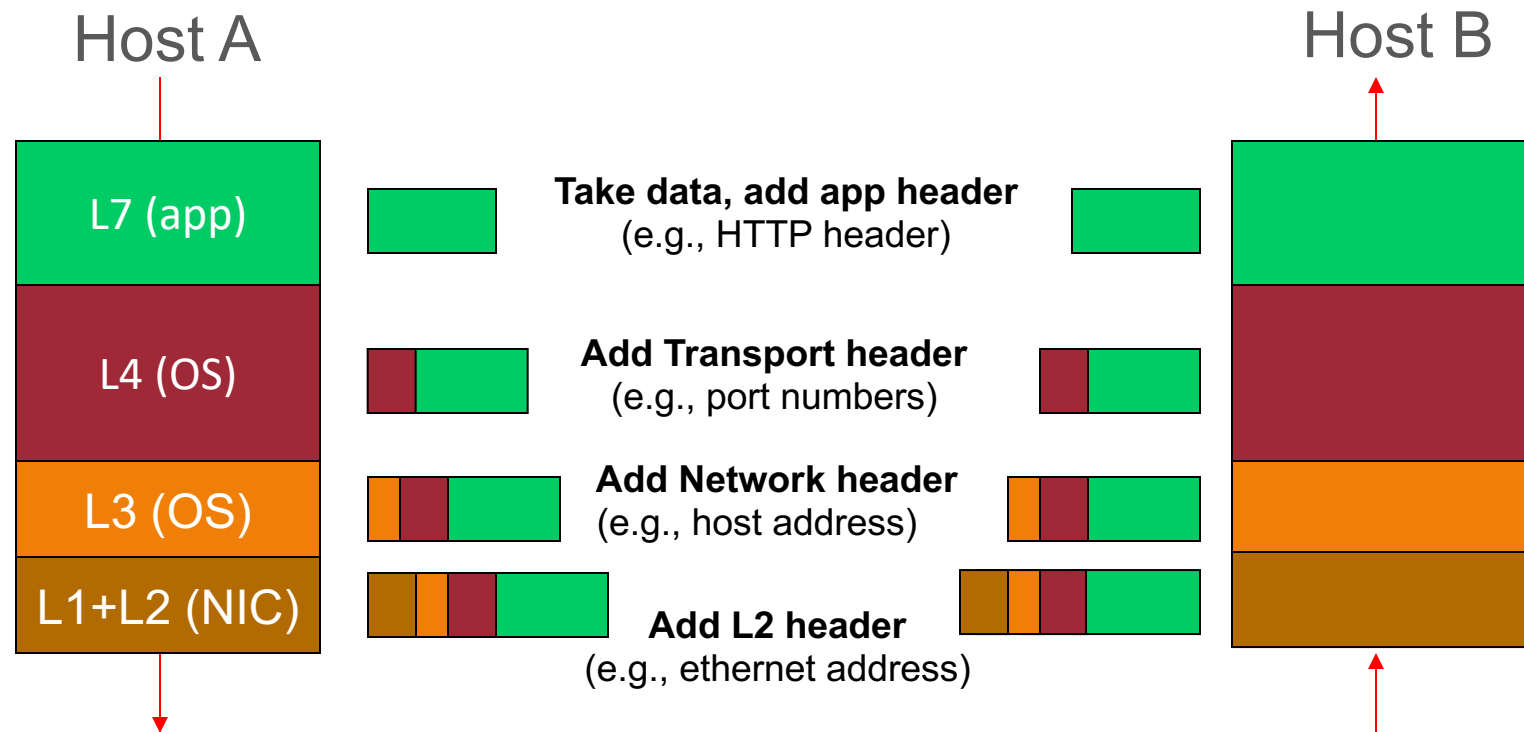 Host A
Host B
L7 (app)
Take data, add app header
(e.g., HTTP header)
L4 (OS)
Add Transport header
(e.g., port numbers)
L3 (OS)
Add Network header
(e.g., host address)
L1+L2 (NIC)
Add L2 header
(e.g., ethernet address)